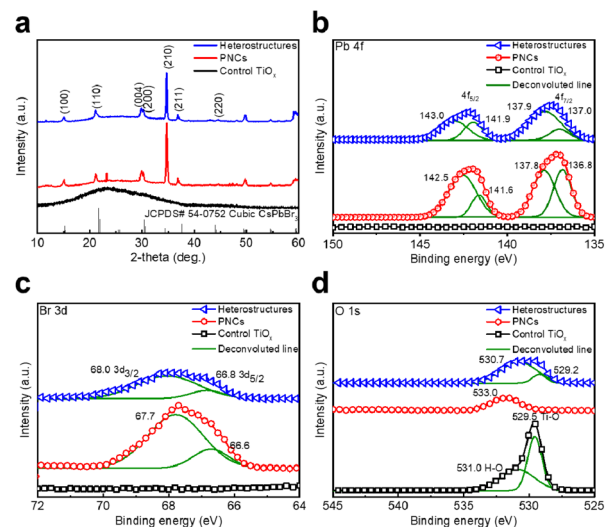 a
Heterostructures
PNCs
Control TiOx
(100)
(110)
(004)
(200)
(210)
(211)
(220)
JCPDS# 54-0752 Cubic CsPbBr3
Intensity (a.u.)
10 20 30 40 50 60
2-theta (deg.)
b
Pb 4f
Heterostructures
PNCs
Control TiOx
Deconvoluted line
4f5/2
4f7/2
143.0
141.9
137.9
137.0
142.5
141.6
137.8
136.8
Intensity (a.u.)
150 145 140 135
Binding energy (eV)
c
Br 3d
Heterostructures
PNCs
Control TiOx
Deconvoluted line
68.0 3d3/2
66.8 3d5/2
67.7
66.6
Intensity (a.u.)
72 70 68 66 64
Binding energy (eV)
d
O 1s
Heterostructures
PNCs
Control TiOx
Deconvoluted line
530.7
529.2
533.0
529.5 Ti-O
531.0 H-O
Intensity (a.u.)
545 540 535 530 525
Binding energy (eV)